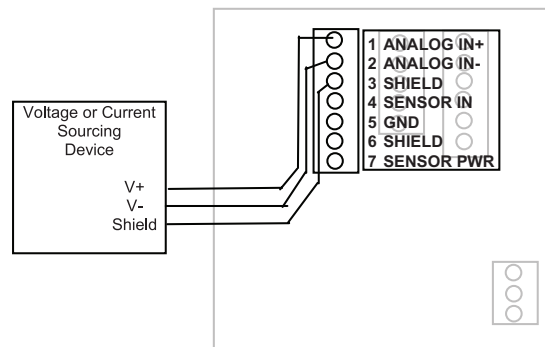 Voltage or Current
Sourcing
Device
V+
V-
Shield
1 ANALOG IN+
2 ANALOG IN-
3 SHIELD
4 SENSOR IN
5 GND
6 SHIELD
7 SENSOR PWR